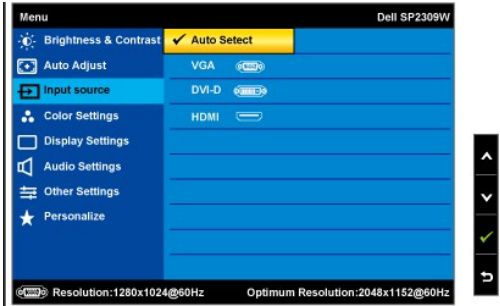 Menu Dell SP2309W
Brightness & Contrast ✓ Auto Select
Auto Adjust VGA
Input source DVI-D
Color Settings HDMI
Display Settings
Audio Settings
Other Settings
Personalize
Resolution:1280x1024@60Hz Optimum Resolution:2048x1152@60Hz